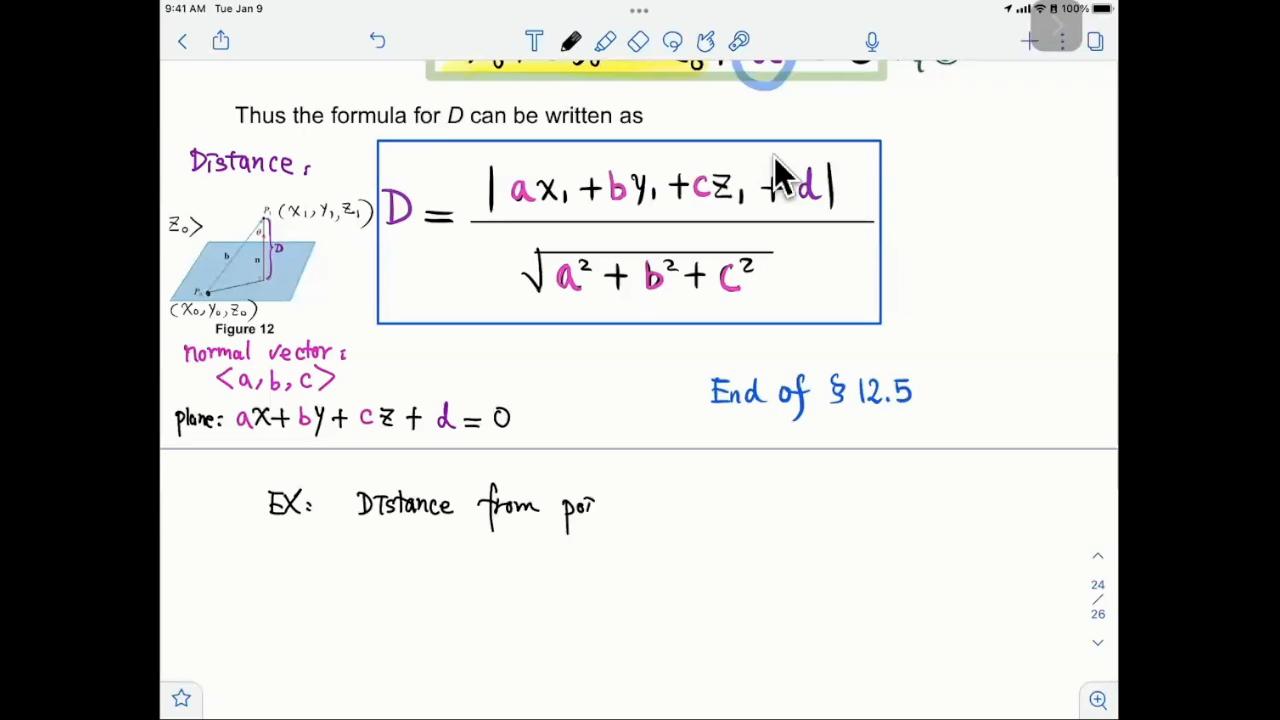 9:41 AM Tue Jan 9
100%
Thus the formula for D can be written as
Distance:
D = |ax₁ + by₁ + cz₁ + d| / √(a² + b² + c²)
P₁ (x₁, y₁, z₁)
z₀>
θ
D
b
n
P₀
(x₀, y₀, z₀)
Figure 12
normal vector:
<a, b, c>
End of § 12.5
plane: ax + by + cz + d = 0
EX: Distance from poi
24
/
26